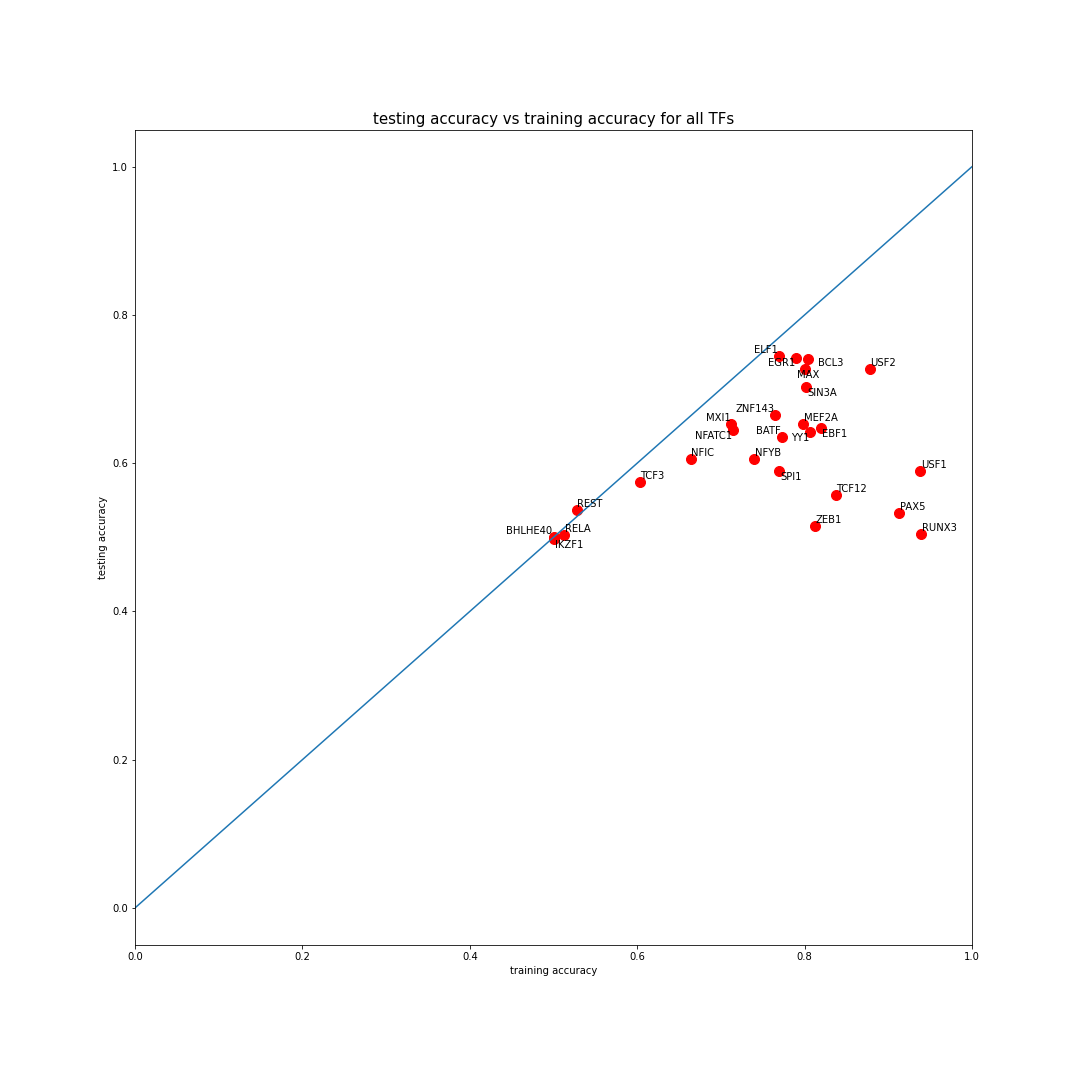 testing accuracy vs training accuracy for all TFs
1.0
0.8
0.6
0.4
0.2
0.0
testing accuracy
ELF1
EGR1
BCL3
USF2
MAX
SIN3A
ZNF143
MXI1
MEF2A
NFATC1
BATF
YY1
EBF1
NFIC
NFYB
USF1
TCF3
SPI1
TCF12
REST
PAX5
ZEB1
BHLHE40
RELA
RUNX3
IKZF1
0.0 0.2 0.4 0.6 0.8 1.0
training accuracy